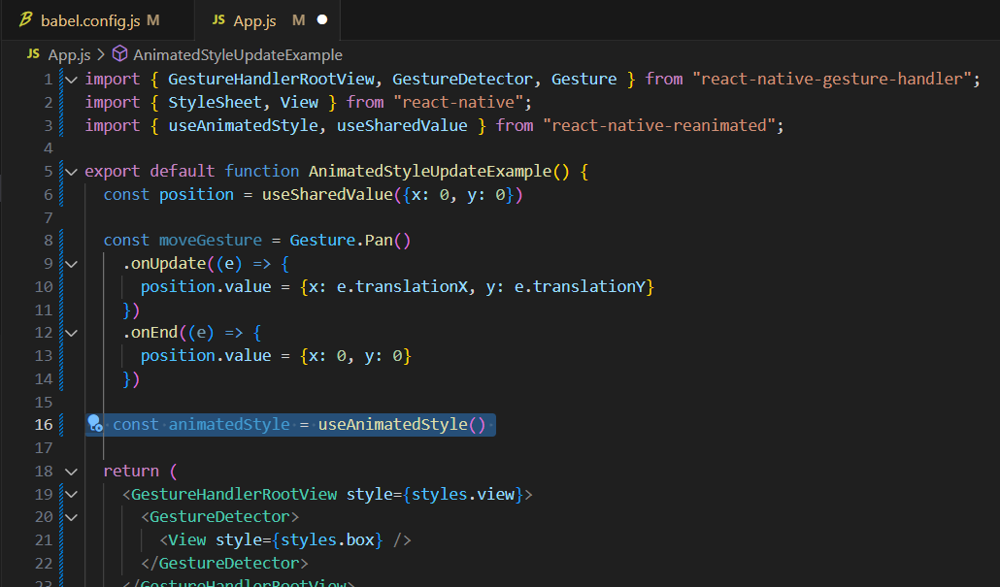 babel.config.js M
JS App.js M
JS App.js > AnimatedStyleUpdateExample
1 import { GestureHandlerRootView, GestureDetector, Gesture } from "react-native-gesture-handler";
2 import { StyleSheet, View } from "react-native";
3 import { useAnimatedStyle, useSharedValue } from "react-native-reanimated";
4
5 export default function AnimatedStyleUpdateExample() {
6 const position = useSharedValue({x: 0, y: 0})
7
8 const moveGesture = Gesture.Pan()
9 .onUpdate((e) => {
10 position.value = {x: e.translationX, y: e.translationY}
11 })
12 .onEnd((e) => {
13 position.value = {x: 0, y: 0}
14 })
15
16 const animatedStyle = useAnimatedStyle()
17
18 return (
19 <GestureHandlerRootView style={styles.view}>
20 <GestureDetector>
21 <View style={styles.box} />
22 </GestureDetector>
23 </GestureHandlerRootView>